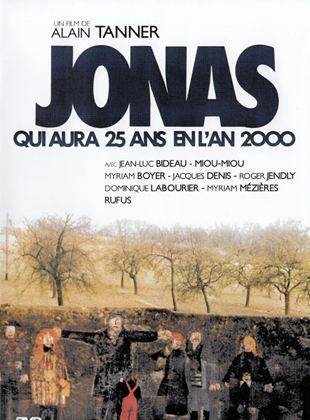 UN FILM DE
ALAIN TANNER
JONAS
QUI AURA 25 ANS EN L'AN 2000
AVEC JEAN-LUC BIDEAU - MIOU-MIOU
MYRIAM BOYER - JACQUES DENIS - ROGER JENDLY
DOMINIQUE LABOURIER - MYRIAM MÉZIÈRES
RUFUS